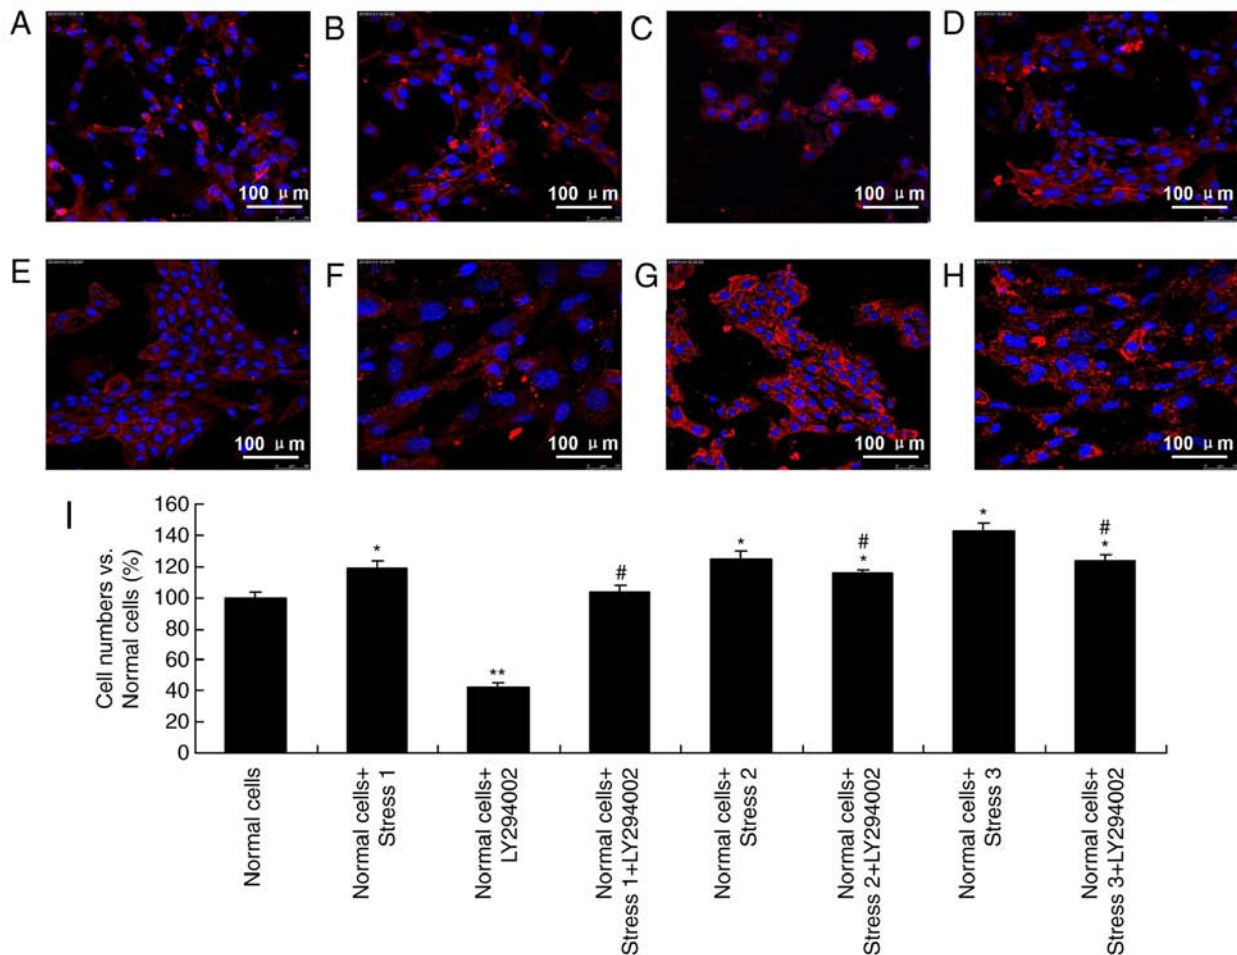 A B C D
100 μm 100 μm 100 μm 100 μm
E F G H
100 μm 100 μm 100 μm 100 μm
I
Cell numbers vs.
Normal cells (%)
160
140
120
100
80
60
40
20
0
*
**
#
*
#
*
*
#
*
Normal cells
Normal cells+
Stress 1
Normal cells+
LY294002
Normal cells+
Stress 1+LY294002
Normal cells+
Stress 2
Normal cells+
Stress 2+LY294002
Normal cells+
Stress 3
Normal cells+
Stress 3+LY294002